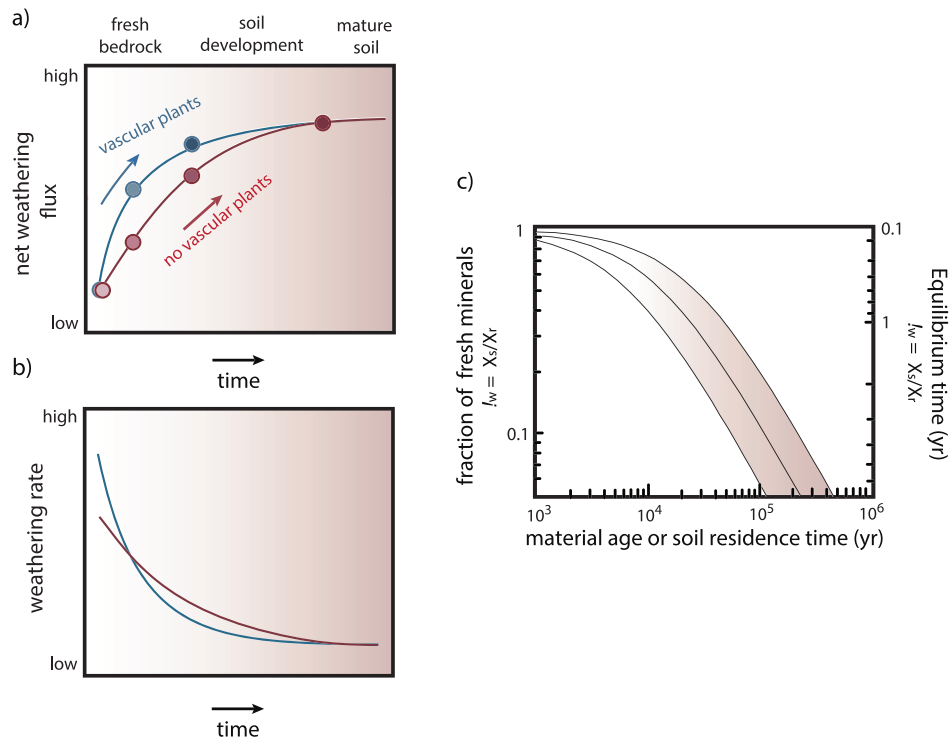 a)
fresh
bedrock
soil
development
mature
soil
high
low
net weathering
flux
vascular plants
no vascular plants
time
b)
high
low
weathering rate
time
c)
fraction of fresh minerals
!w = Xs/Xr
1
0.1
0.1
1
Equilibrium time (yr)
!w = Xs/Xr
10³
10⁴
10⁵
10⁶
material age or soil residence time (yr)